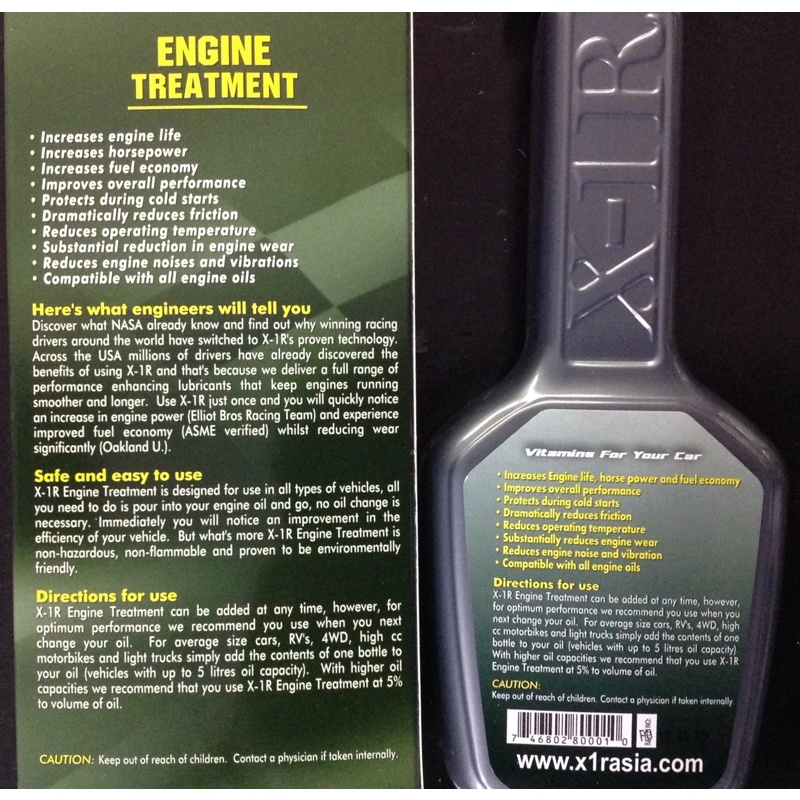 ENGINE
TREATMENT
• Increases engine life
• Increases horsepower
• Increases fuel economy
• Improves overall performance
• Protects during cold starts
• Dramatically reduces friction
• Reduces operating temperature
• Substantial reduction in engine wear
• Reduces engine noises and vibrations
• Compatible with all engine oils
Here's what engineers will tell you
Discover what NASA already know and find out why winning racing
drivers around the world have switched to X-1R's proven technology.
Across the USA millions of drivers have already discovered the
benefits of using X-1R and that's because we deliver a full range of
performance enhancing lubricants that keep engines running
smoother and longer. Use X-1R just once and you will quickly notice
an increase in engine power (Elliot Bros Racing Team) and experience
improved fuel economy (ASME verified) whilst reducing wear
significantly (Oakland U.).
Safe and easy to use
X-1R Engine Treatment is designed for use in all types of vehicles, all
you need to do is pour into your engine oil and go, no oil change is
necessary. Immediately you will notice an improvement in the
efficiency of your vehicle. But what's more X-1R Engine Treatment is
non-hazardous, non-flammable and proven to be environmentally
friendly.
Directions for use
X-1R Engine Treatment can be added at any time, however, for
optimum performance we recommend you use when you next
change your oil. For average size cars, RV's, 4WD, high cc
motorbikes and light trucks simply add the contents of one bottle to
your oil (vehicles with up to 5 litres oil capacity). With higher oil
capacities we recommend that you use X-1R Engine Treatment at 5%
to volume of oil.
CAUTION: Keep out of reach of children. Contact a physician if taken internally.
X-1R
Vitamins For Your Car
• Increases Engine life, horse power and fuel economy
• Improves overall performance
• Protects during cold starts
• Dramatically reduces friction
• Reduces operating temperature
• Substantially reduces engine wear
• Reduces engine noise and vibration
• Compatible with all engine oils
Directions for use
X-1R Engine Treatment can be added at any time, however,
for optimum performance we recommend you use when you
next change your oil. For average size cars, RV's, 4WD, high
cc motorbikes and light trucks simply add the contents of one
bottle to your oil (vehicles with up to 5 litres oil capacity).
With higher oil capacities we recommend that you use X-1R
Engine Treatment at 5% to volume of oil.
CAUTION:
Keep out of reach of children. Contact a physician if taken internally
7 46802 80001 0
www.x1rasia.com